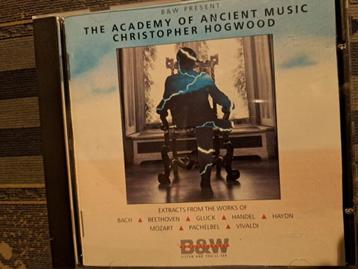 B&W PRESENT
THE ACADEMY OF ANCIENT MUSIC
CHRISTOPHER HOGWOOD
EXTRACTS FROM THE WORKS OF
BACH ▲ BEETHOVEN ▲ GLUCK ▲ HANDEL ▲ HAYDN
MOZART ▲ PACHELBEL ▲ VIVALDI
B&W
LISTEN AND YOU'LL SEE